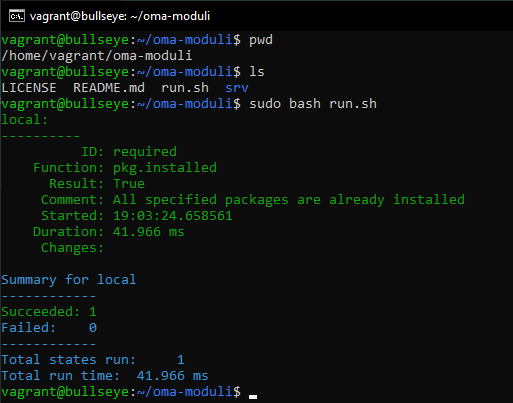 vagrant@bullseye: ~/oma-moduli
vagrant@bullseye:~/oma-moduli$ pwd
/home/vagrant/oma-moduli
vagrant@bullseye:~/oma-moduli$ ls
LICENSE  README.md  run.sh  srv
vagrant@bullseye:~/oma-moduli$ sudo bash run.sh
local:
----------
          ID: required
    Function: pkg.installed
      Result: True
     Comment: All specified packages are already installed
     Started: 19:03:24.658561
    Duration: 41.966 ms
     Changes:
Summary for local
------------
Succeeded: 1
Failed:    0
------------
Total states run:     1
Total run time:  41.966 ms
vagrant@bullseye:~/oma-moduli$